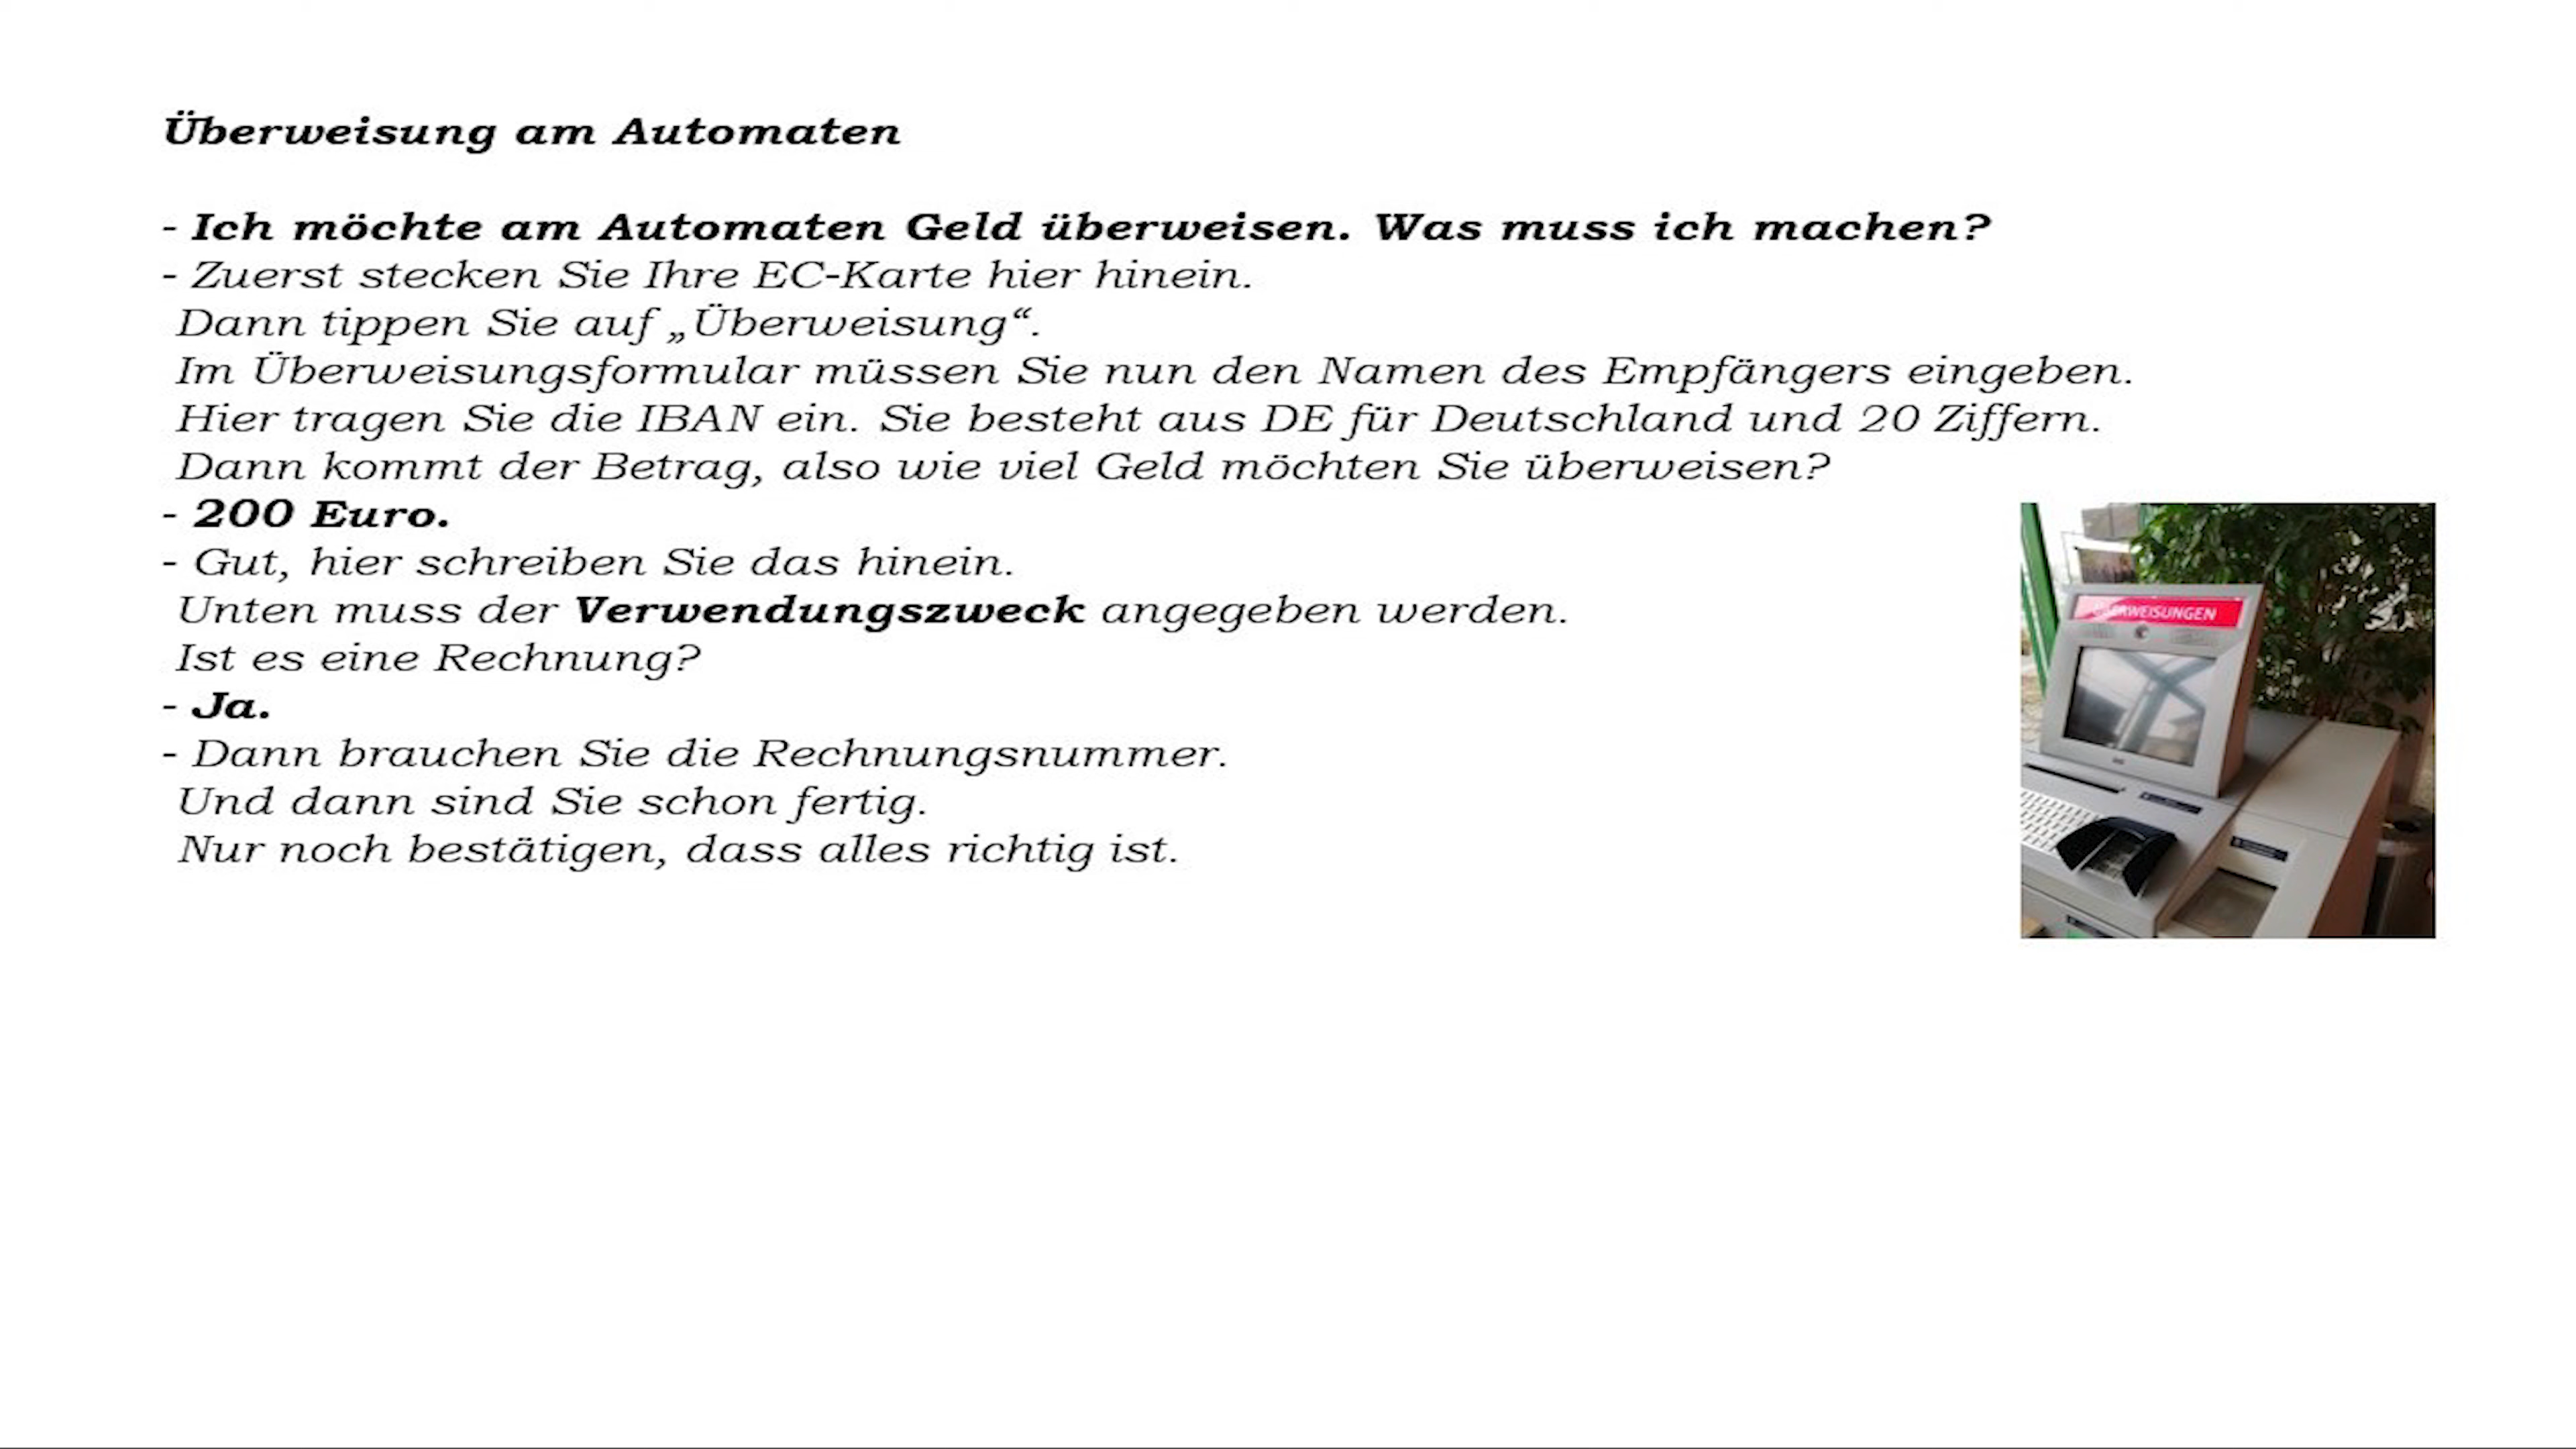 Überweisung am Automaten
- Ich möchte am Automaten Geld überweisen. Was muss ich machen?
- Zuerst stecken Sie Ihre EC-Karte hier hinein.
Dann tippen Sie auf „Überweisung“.
Im Überweisungsformular müssen Sie nun den Namen des Empfängers eingeben.
Hier tragen Sie die IBAN ein. Sie besteht aus DE für Deutschland und 20 Ziffern.
Dann kommt der Betrag, also wie viel Geld möchten Sie überweisen?
- 200 Euro.
- Gut, hier schreiben Sie das hinein.
Unten muss der Verwendungszweck angegeben werden.
Ist es eine Rechnung?
- Ja.
- Dann brauchen Sie die Rechnungsnummer.
Und dann sind Sie schon fertig.
Nur noch bestätigen, dass alles richtig ist.
ÜBERWEISUNGEN